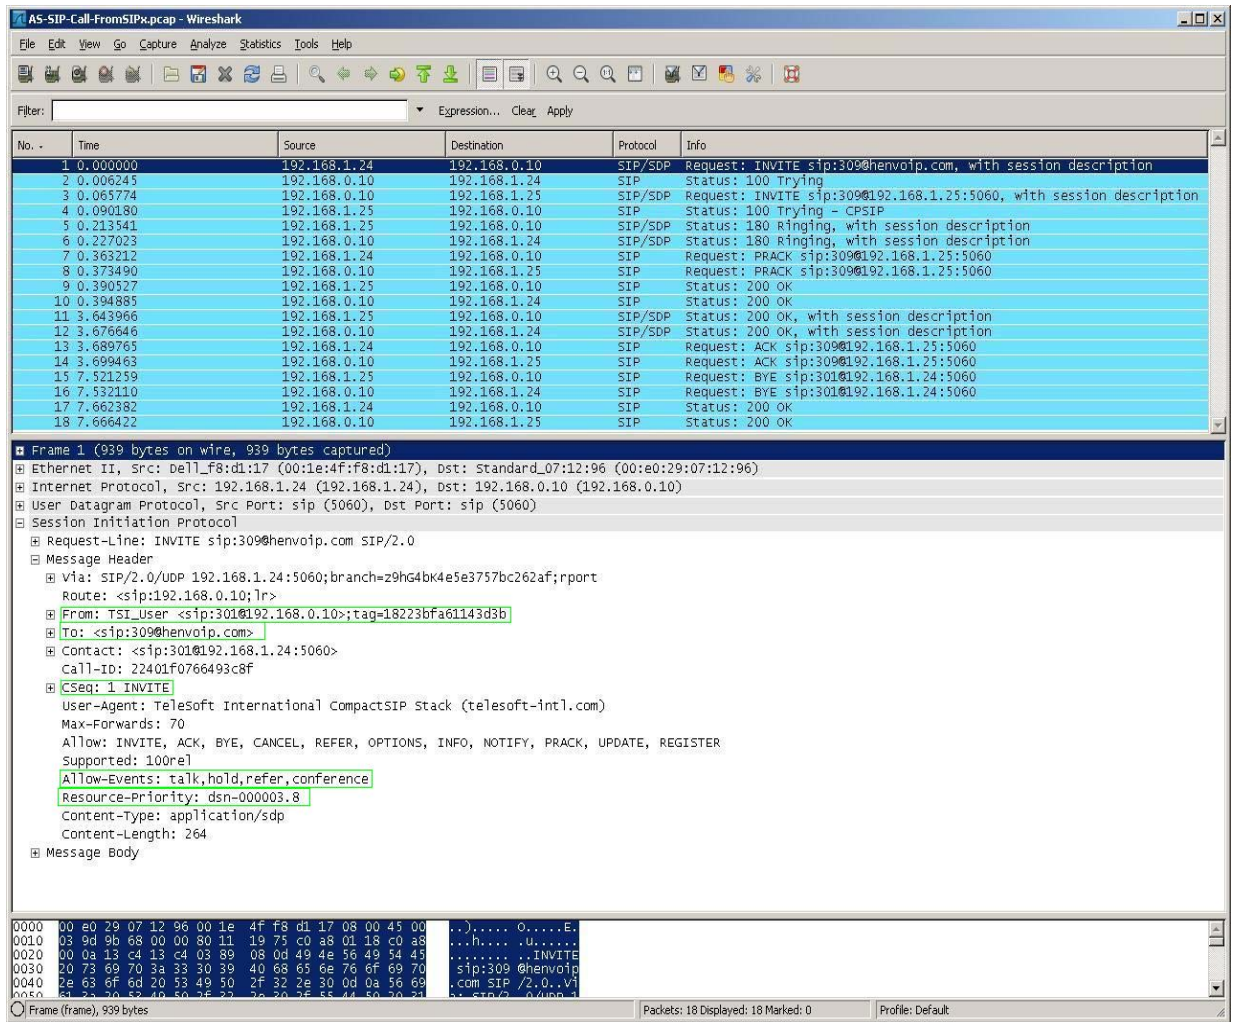 AS-SIP-Call-FromSIPx.pcap - Wireshark
File Edit View Go Capture Analyze Statistics Tools Help
Filter: Expression... Clear Apply
No. - Time Source Destination Protocol Info
1 0.000000 192.168.1.24 192.168.0.10 SIP/SDP Request: INVITE sip:309@henvoip.com, with session description
2 0.006245 192.168.0.10 192.168.1.24 SIP Status: 100 Trying
3 0.065774 192.168.0.10 192.168.1.25 SIP/SDP Request: INVITE sip:309@192.168.1.25:5060, with session description
4 0.090180 192.168.1.25 192.168.0.10 SIP Status: 100 Trying - CPSIP
5 0.213541 192.168.1.25 192.168.0.10 SIP/SDP Status: 180 Ringing, with session description
6 0.227023 192.168.0.10 192.168.1.24 SIP/SDP Status: 180 Ringing, with session description
7 0.363212 192.168.1.24 192.168.0.10 SIP Request: PRACK sip:309@192.168.1.25:5060
8 0.373490 192.168.0.10 192.168.1.25 SIP Request: PRACK sip:309@192.168.1.25:5060
9 0.390527 192.168.1.25 192.168.0.10 SIP Status: 200 OK
10 0.394885 192.168.0.10 192.168.1.24 SIP Status: 200 OK
11 3.643966 192.168.1.25 192.168.0.10 SIP/SDP Status: 200 OK, with session description
12 3.676646 192.168.0.10 192.168.1.24 SIP/SDP Status: 200 OK, with session description
13 3.689765 192.168.1.24 192.168.0.10 SIP Request: ACK sip:309@192.168.1.25:5060
14 3.699463 192.168.0.10 192.168.1.25 SIP Request: ACK sip:309@192.168.1.25:5060
15 7.521259 192.168.1.25 192.168.0.10 SIP Request: BYE sip:301@192.168.1.24:5060
16 7.532110 192.168.0.10 192.168.1.24 SIP Request: BYE sip:301@192.168.1.24:5060
17 7.662382 192.168.1.24 192.168.0.10 SIP Status: 200 OK
18 7.666422 192.168.0.10 192.168.1.25 SIP Status: 200 OK
Frame 1 (939 bytes on wire, 939 bytes captured)
Ethernet II, Src: Dell_f8:d1:17 (00:1e:4f:f8:d1:17), Dst: Standard_07:12:96 (00:e0:29:07:12:96)
Internet Protocol, Src: 192.168.1.24 (192.168.1.24), Dst: 192.168.0.10 (192.168.0.10)
User Datagram Protocol, Src Port: sip (5060), Dst Port: sip (5060)
Session Initiation Protocol
Request-Line: INVITE sip:309@henvoip.com SIP/2.0
Message Header
Via: SIP/2.0/UDP 192.168.1.24:5060;branch=z9hG4bK4e5e3757bc262af;rport
Route: <sip:192.168.0.10;lr>
From: TSI_User <sip:301@192.168.0.10>;tag=18223bfa61143d3b
To: <sip:309@henvoip.com>
Contact: <sip:301@192.168.1.24:5060>
Call-ID: 22401f0766493c8f
CSeq: 1 INVITE
User-Agent: TeleSoft International CompactSIP Stack (telesoft-intl.com)
Max-Forwards: 70
Allow: INVITE, ACK, BYE, CANCEL, REFER, OPTIONS, INFO, NOTIFY, PRACK, UPDATE, REGISTER
Supported: 100rel
Allow-Events: talk,hold,refer,conference
Resource-Priority: dsn-000003.8
Content-Type: application/sdp
Content-Length: 264
Message Body
0000 00 e0 29 07 12 96 00 1e 4f f8 d1 17 08 00 45 00 ..)..... O.....E.
0010 03 9d 9b 68 00 00 80 11 19 75 c0 a8 01 18 c0 a8 ...h.... .u......
0020 00 0a 13 c4 13 c4 03 89 08 0d 49 4e 56 49 54 45 ........ ..INVITE
0030 20 73 69 70 3a 33 30 39 40 68 65 6e 76 6f 69 70 sip:309 @henvoip
0040 2e 63 6f 6d 20 53 49 50 2f 32 2e 30 0d 0a 56 69 .com SIP /2.0..Vi
0050 61 3a 20 53 49 50 2f 32 2e 30 2f 55 44 50 20 31 a: SIP/2 .0/UDP 1
Frame (frame), 939 bytes Packets: 18 Displayed: 18 Marked: 0 Profile: Default